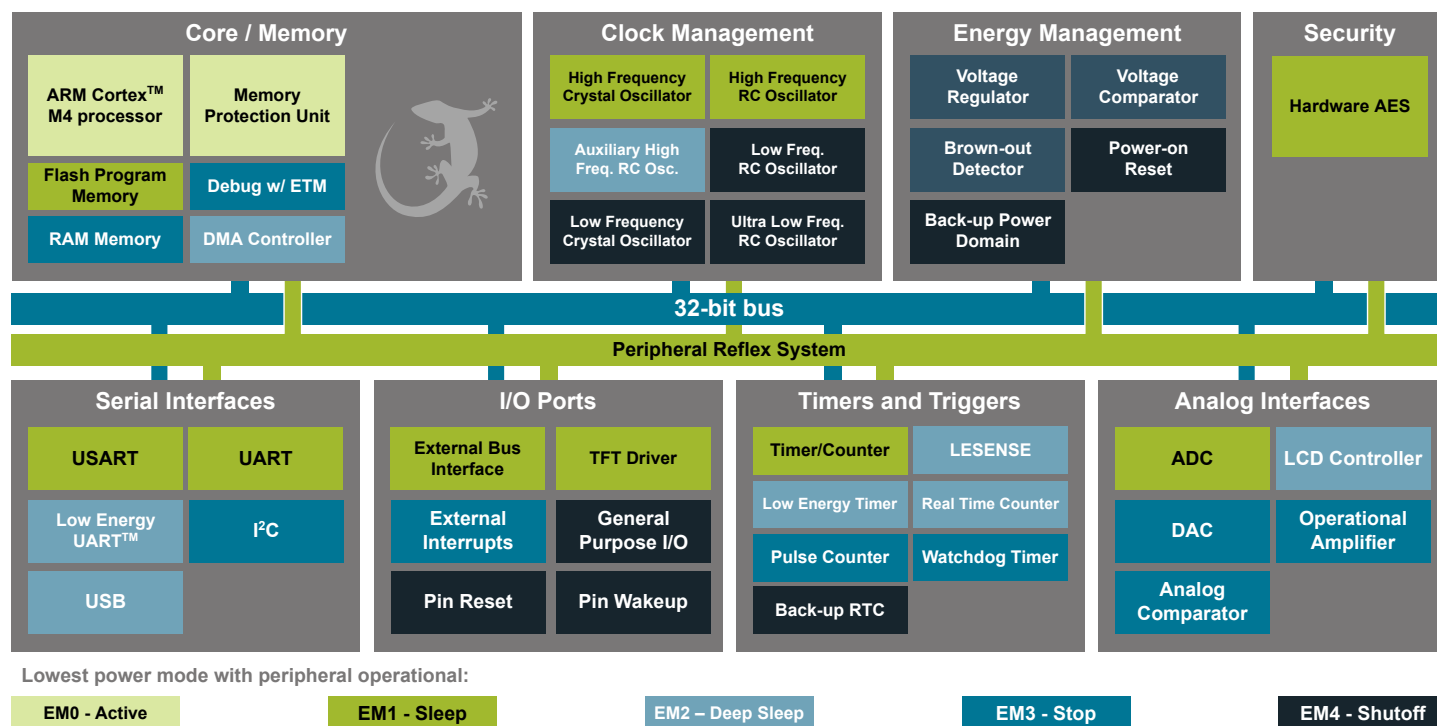 Core / Memory
ARM Cortex™
M4 processor
Memory
Protection Unit
Flash Program
Memory
Debug w/ ETM
RAM Memory
DMA Controller
Clock Management
High Frequency
Crystal Oscillator
High Frequency
RC Oscillator
Auxiliary High
Freq. RC Osc.
Low Freq.
RC Oscillator
Low Frequency
Crystal Oscillator
Ultra Low Freq.
RC Oscillator
Energy Management
Voltage
Regulator
Voltage
Comparator
Brown-out
Detector
Power-on
Reset
Back-up Power
Domain
Security
Hardware AES
32-bit bus
Peripheral Reflex System
Serial Interfaces
USART
UART
Low Energy
UART™
I²C
USB
I/O Ports
External Bus
Interface
TFT Driver
External
Interrupts
General
Purpose I/O
Pin Reset
Pin Wakeup
Timers and Triggers
Timer/Counter
LESENSE
Low Energy Timer
Real Time Counter
Pulse Counter
Watchdog Timer
Back-up RTC
Analog Interfaces
ADC
LCD Controller
DAC
Operational
Amplifier
Analog
Comparator
Lowest power mode with peripheral operational:
EM0 - Active
EM1 - Sleep
EM2 – Deep Sleep
EM3 - Stop
EM4 - Shutoff